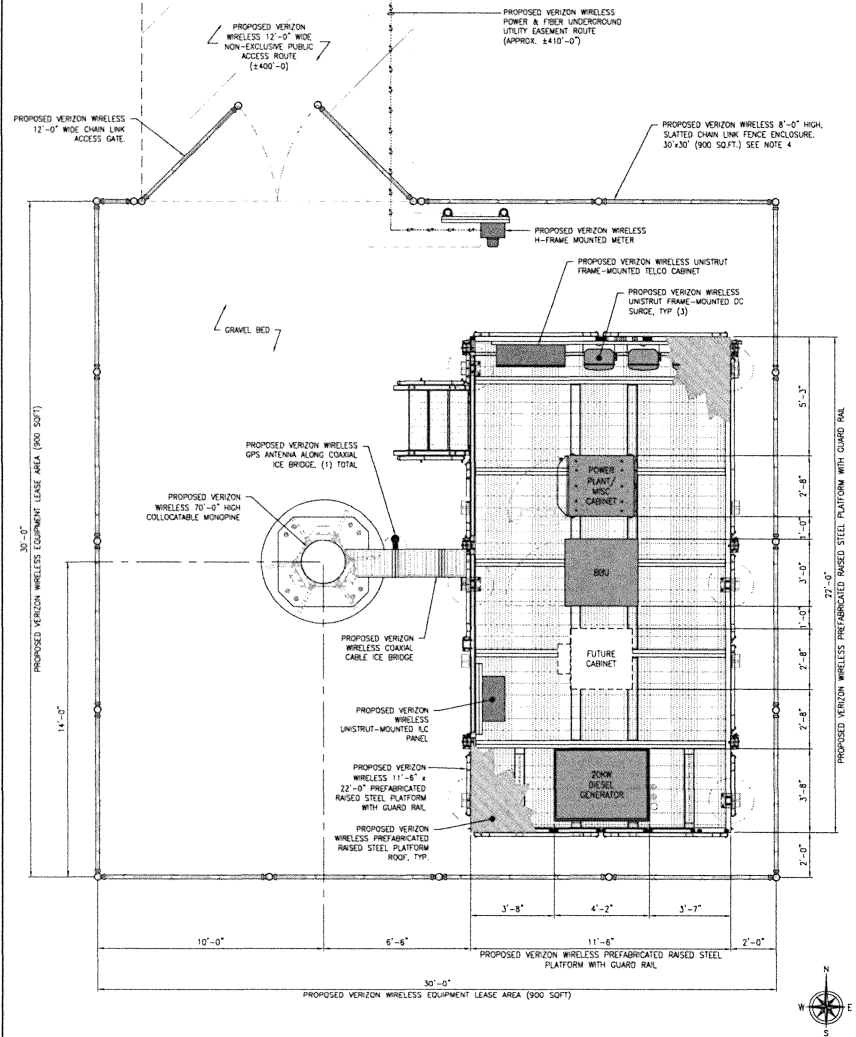 PROPOSED VERIZON
WIRELESS 12'-0" WIDE
NON-EXCLUSIVE PUBLIC
ACCESS ROUTE
(±400'-0)
PROPOSED VERIZON WIRELESS
POWER & FIBER UNDERGROUND
UTILITY EASEMENT ROUTE
(APPROX. ±410'-0")
PROPOSED VERIZON WIRELESS
12'-0" WIDE CHAIN LINK
ACCESS GATE.
PROPOSED VERIZON WIRELESS 8'-0" HIGH,
SLATTED CHAIN LINK FENCE ENCLOSURE.
30'x30' (900 SQ.FT.) SEE NOTE 4
PROPOSED VERIZON WIRELESS
H-FRAME MOUNTED METER
PROPOSED VERIZON WIRELESS UNISTRUT
FRAME-MOUNTED TELCO CABINET
PROPOSED VERIZON WIRELESS
UNISTRUT FRAME-MOUNTED DC
SURGE, TYP (3)
GRAVEL BED
PROPOSED VERIZON WIRELESS
GPS ANTENNA ALONG COAXIAL
ICE BRIDGE, (1) TOTAL
PROPOSED VERIZON
WIRELESS 70'-0" HIGH
COLLOCATABLE MONOPINE
POWER
PLANT/
MISC
CABINET
BBU
FUTURE
CABINET
20KW
DIESEL
GENERATOR
PROPOSED VERIZON
WIRELESS COAXIAL
CABLE ICE BRIDGE
PROPOSED VERIZON
WIRELESS
UNISTRUT-MOUNTED ILC
PANEL
PROPOSED VERIZON
WIRELESS 11'-6" x
22'-0" PREFABRICATED
RAISED STEEL PLATFORM
WITH GUARD RAIL
PROPOSED VERIZON
WIRELESS PREFABRICATED
RAISED STEEL PLATFORM
ROOF, TYP.
30'-0"
PROPOSED VERIZON WIRELESS EQUIPMENT LEASE AREA (900 SQFT)
14'-0"
5'-3"
2'-8"
1'-0"
3'-0"
1'-0"
2'-8"
2'-8"
3'-8"
2'-0"
22'-0"
PROPOSED VERIZON WIRELESS PREFABRICATED RAISED STEEL PLATFORM WITH GUARD RAIL
3'-8"
4'-2"
3'-7"
10'-0"
6'-6"
11'-6"
2'-0"
PROPOSED VERIZON WIRELESS PREFABRICATED RAISED STEEL
PLATFORM WITH GUARD RAIL
30'-0"
PROPOSED VERIZON WIRELESS EQUIPMENT LEASE AREA (900 SQFT)
N
W
E
S